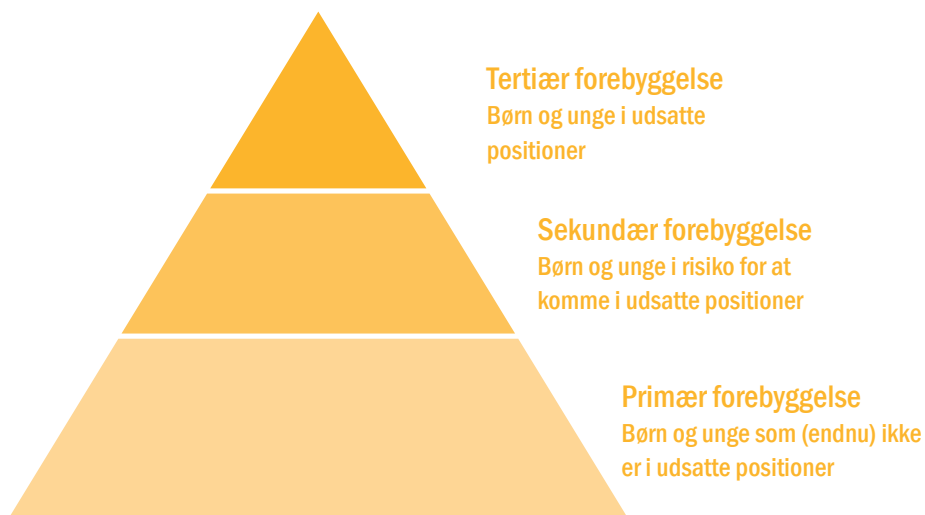 Tertiær forebyggelse
Børn og unge i udsatte
positioner
Sekundær forebyggelse
Børn og unge i risiko for at
komme i udsatte positioner
Primær forebyggelse
Børn og unge som (endnu) ikke
er i udsatte positioner